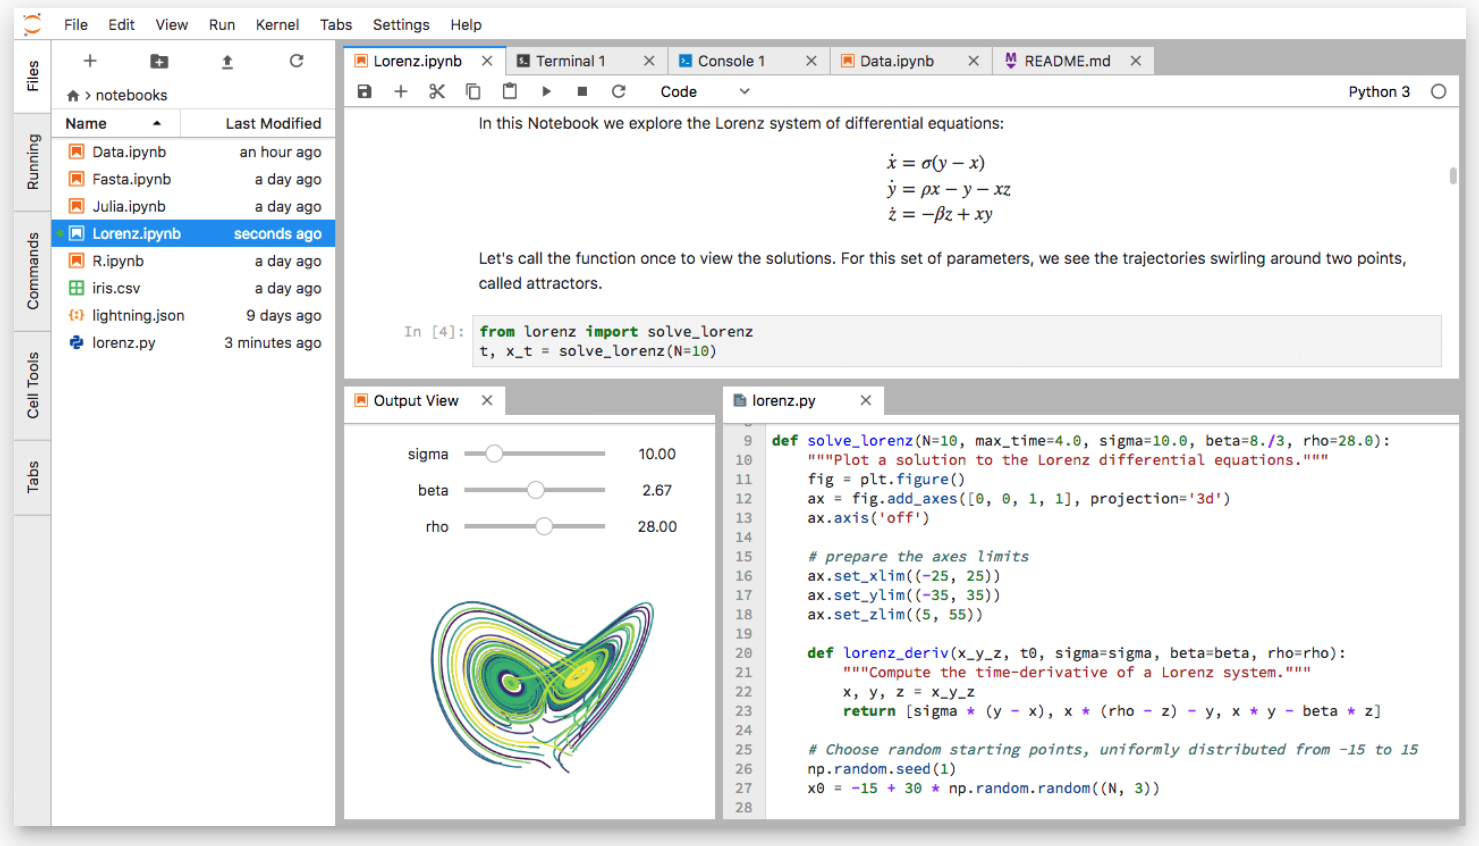 File Edit View Run Kernel Tabs Settings Help
Files
Running
Commands
Cell Tools
Tabs
> notebooks
Name Last Modified
Data.ipynb an hour ago
Fasta.ipynb a day ago
Julia.ipynb a day ago
Lorenz.ipynb seconds ago
R.ipynb a day ago
iris.csv a day ago
lightning.json 9 days ago
lorenz.py 3 minutes ago
Lorenz.ipynb Terminal 1 Console 1 Data.ipynb README.md
Code Python 3
In this Notebook we explore the Lorenz system of differential equations:
ẋ = σ(y − x)
ẏ = ρx − y − xz
ż = −βz + xy
Let's call the function once to view the solutions. For this set of parameters, we see the trajectories swirling around two points,
called attractors.
In [4]: from lorenz import solve_lorenz
t, x_t = solve_lorenz(N=10)
Output View
sigma 10.00
beta 2.67
rho 28.00
lorenz.py
9 def solve_lorenz(N=10, max_time=4.0, sigma=10.0, beta=8./3, rho=28.0):
10 """Plot a solution to the Lorenz differential equations."""
11 fig = plt.figure()
12 ax = fig.add_axes([0, 0, 1, 1], projection='3d')
13 ax.axis('off')
14
15 # prepare the axes limits
16 ax.set_xlim((-25, 25))
17 ax.set_ylim((-35, 35))
18 ax.set_zlim((5, 55))
19
20 def lorenz_deriv(x_y_z, t0, sigma=sigma, beta=beta, rho=rho):
21 """Compute the time-derivative of a Lorenz system."""
22 x, y, z = x_y_z
23 return [sigma * (y - x), x * (rho - z) - y, x * y - beta * z]
24
25 # Choose random starting points, uniformly distributed from -15 to 15
26 np.random.seed(1)
27 x0 = -15 + 30 * np.random.random((N, 3))
28